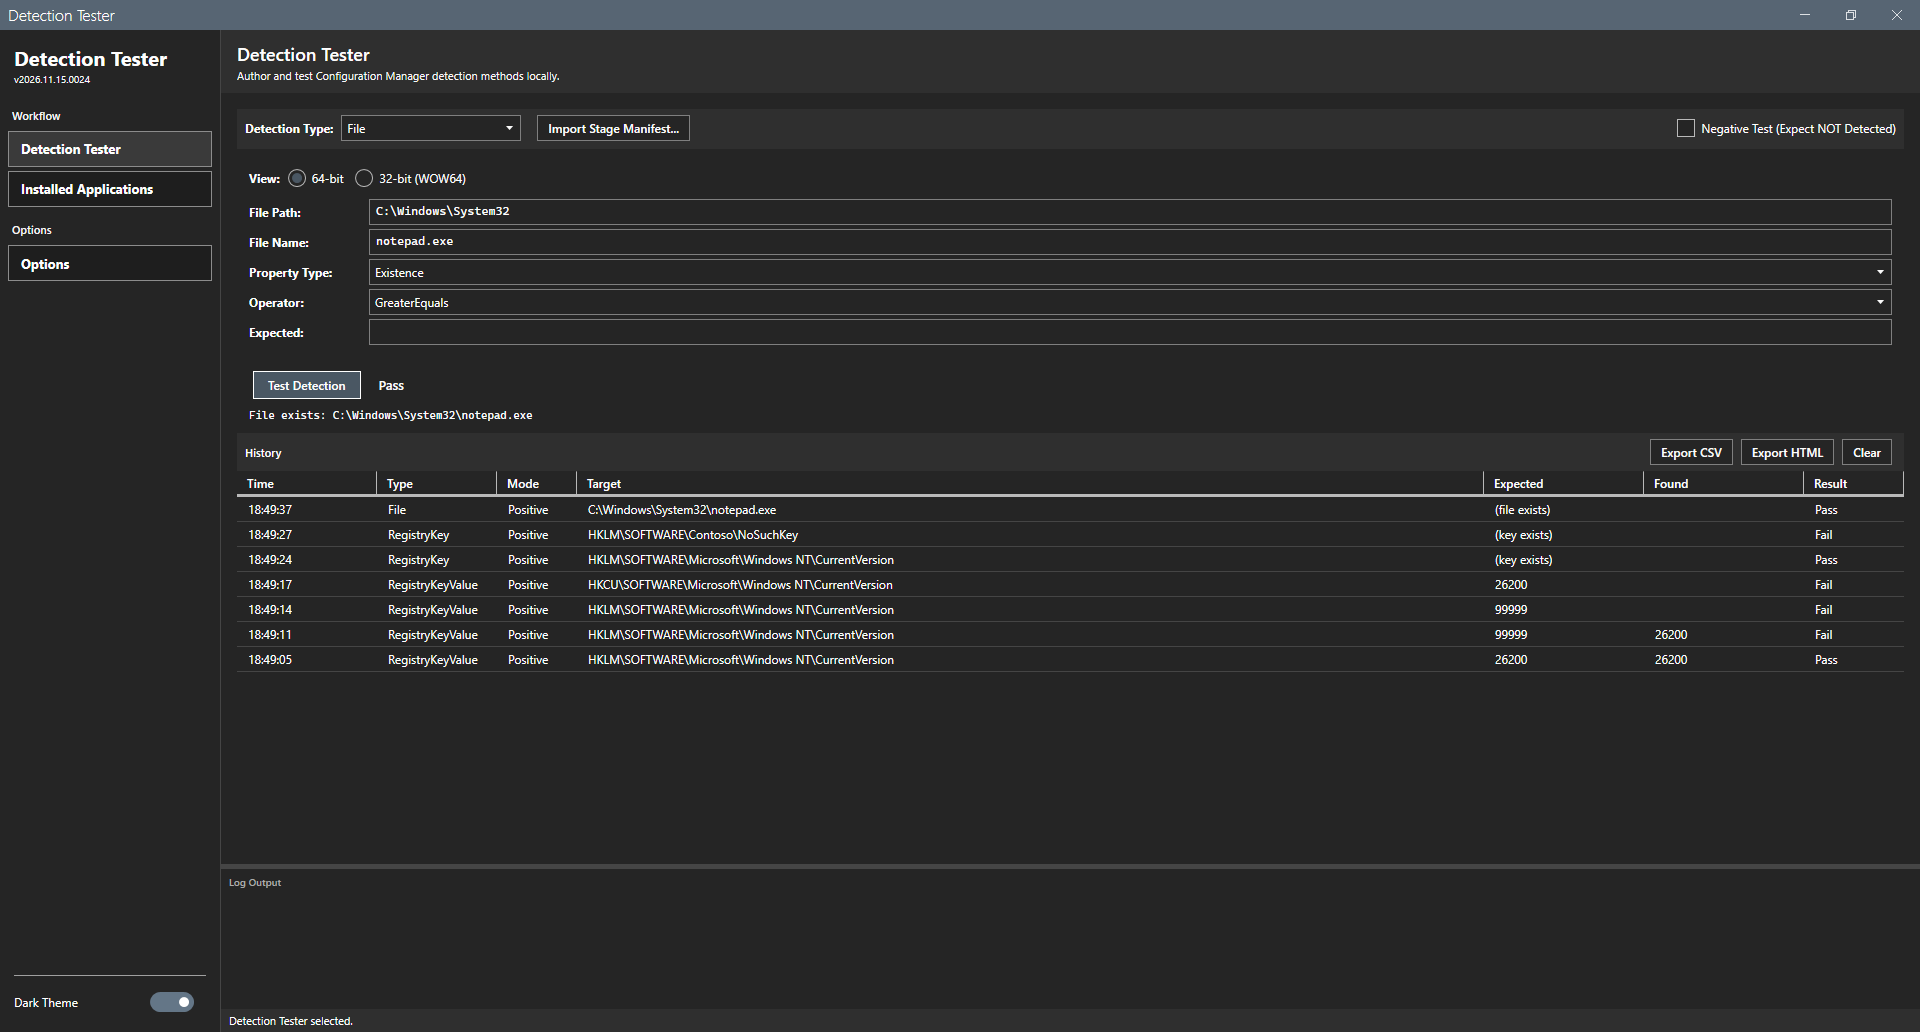 Detection Tester
Detection Tester
v2026.11.15.0024
Workflow
Detection Tester
Installed Applications
Options
Options
Dark Theme
Detection Tester
Author and test Configuration Manager detection methods locally.
Detection Type: File Import Stage Manifest... Negative Test (Expect NOT Detected)
View: 64-bit 32-bit (WOW64)
File Path: C:\Windows\System32
File Name: notepad.exe
Property Type: Existence
Operator: GreaterEquals
Expected:
Test Detection Pass
File exists: C:\Windows\System32\notepad.exe
History Export CSV Export HTML Clear
Time Type Mode Target Expected Found Result
18:49:37 File Positive C:\Windows\System32\notepad.exe (file exists) Pass
18:49:27 RegistryKey Positive HKLM\SOFTWARE\Contoso\NoSuchKey (key exists) Fail
18:49:24 RegistryKey Positive HKLM\SOFTWARE\Microsoft\Windows NT\CurrentVersion (key exists) Pass
18:49:17 RegistryKeyValue Positive HKCU\SOFTWARE\Microsoft\Windows NT\CurrentVersion 26200 Fail
18:49:14 RegistryKeyValue Positive HKLM\SOFTWARE\Microsoft\Windows NT\CurrentVersion 99999 Fail
18:49:11 RegistryKeyValue Positive HKLM\SOFTWARE\Microsoft\Windows NT\CurrentVersion 99999 26200 Fail
18:49:05 RegistryKeyValue Positive HKLM\SOFTWARE\Microsoft\Windows NT\CurrentVersion 26200 26200 Pass
Log Output
Detection Tester selected.